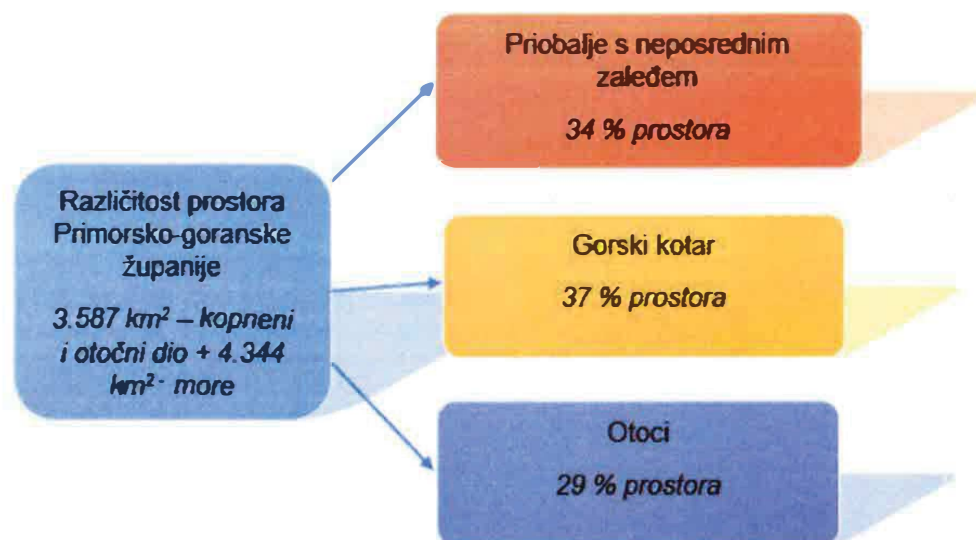 Različitost prostora
Primorsko-goranske
županije
3.587 km² – kopneni
i otočni dio + 4.344
km² - more
Priobalje s neposrednim
zaleđem
34 % prostora
Gorski kotar
37 % prostora
Otoci
29 % prostora